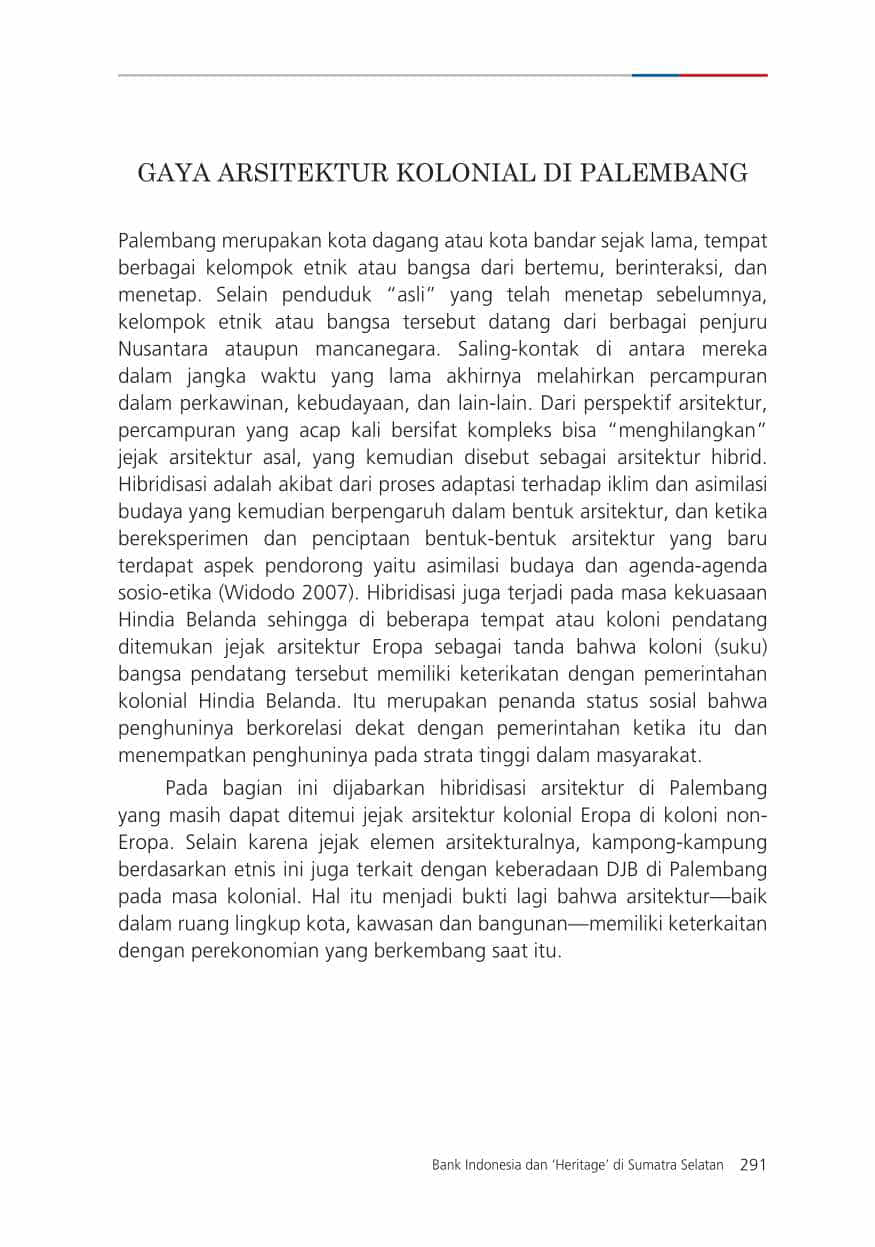 GAYA ARSITEKTUR KOLONIAL DI PALEMBANG
Palembang merupakan kota dagang atau kota bandar sejak lama, tempat
berbagai kelompok etnik atau bangsa dari bertemu, berinteraksi, dan
menetap. Selain penduduk “asli” yang telah menetap sebelumnya,
kelompok etnik atau bangsa tersebut datang dari berbagai penjuru
Nusantara ataupun mancanegara. Saling-kontak di antara mereka
dalam jangka waktu yang lama akhirnya melahirkan percampuran
dalam perkawinan, kebudayaan, dan lain-lain. Dari perspektif arsitektur,
percampuran yang acap kali bersifat kompleks bisa “menghilangkan”
jejak arsitektur asal, yang kemudian disebut sebagai arsitektur hibrid.
Hibridisasi adalah akibat dari proses adaptasi terhadap iklim dan asimilasi
budaya yang kemudian berpengaruh dalam bentuk arsitektur, dan ketika
bereksperimen dan penciptaan bentuk-bentuk arsitektur yang baru
terdapat aspek pendorong yaitu asimilasi budaya dan agenda-agenda
sosio-etika (Widodo 2007). Hibridisasi juga terjadi pada masa kekuasaan
Hindia Belanda sehingga di beberapa tempat atau koloni pendatang
ditemukan jejak arsitektur Eropa sebagai tanda bahwa koloni (suku)
bangsa pendatang tersebut memiliki keterikatan dengan pemerintahan
kolonial Hindia Belanda. Itu merupakan penanda status sosial bahwa
penghuninya berkorelasi dekat dengan pemerintahan ketika itu dan
menempatkan penghuninya pada strata tinggi dalam masyarakat.
Pada bagian ini dijabarkan hibridisasi arsitektur di Palembang
yang masih dapat ditemui jejak arsitektur kolonial Eropa di koloni non-
Eropa. Selain karena jejak elemen arsitekturalnya, kampong-kampung
berdasarkan etnis ini juga terkait dengan keberadaan DJB di Palembang
pada masa kolonial. Hal itu menjadi bukti lagi bahwa arsitektur—baik
dalam ruang lingkup kota, kawasan dan bangunan—memiliki keterkaitan
dengan perekonomian yang berkembang saat itu.
Bank Indonesia dan ‘Heritage’ di Sumatra Selatan 291